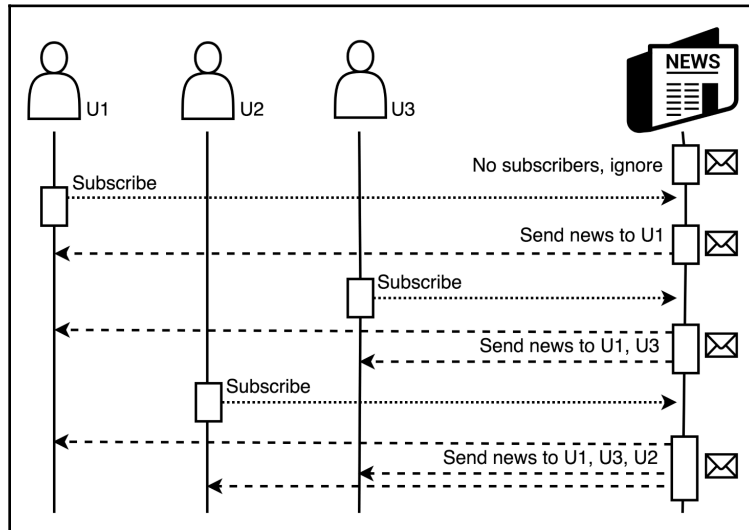 NEWS
U1
U2
U3
No subscribers, ignore
Subscribe
Send news to U1
Subscribe
Send news to U1, U3
Subscribe
Send news to U1, U3, U2